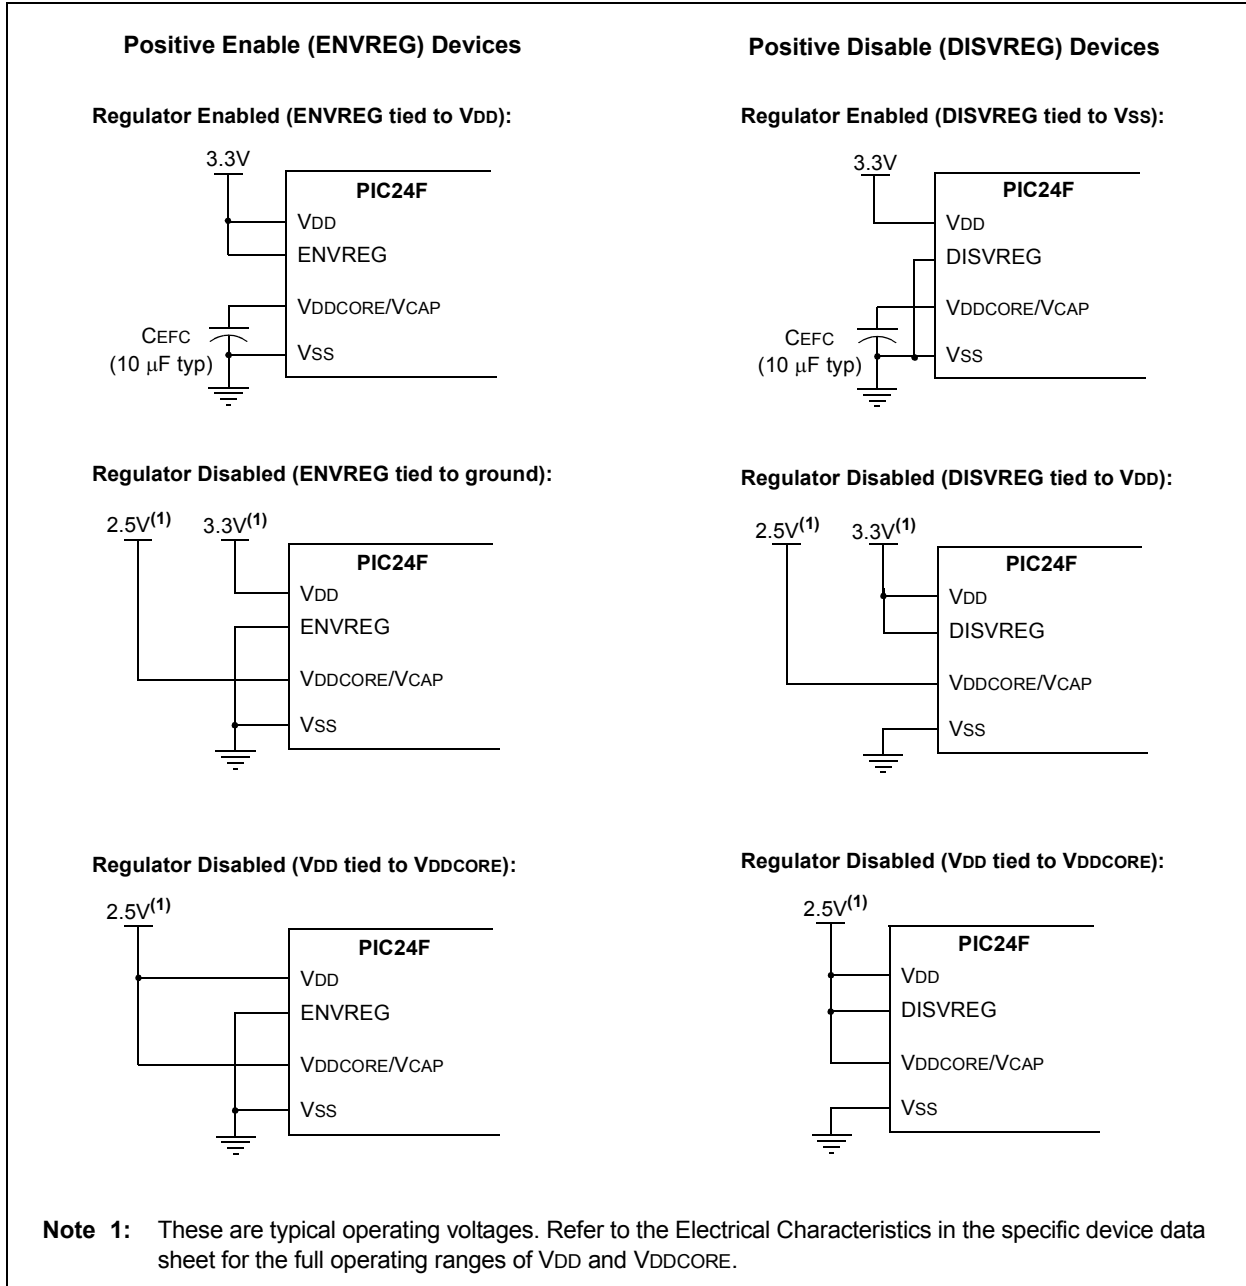 Positive Enable (ENVREG) Devices
Regulator Enabled (ENVREG tied to VDD):
3.3V
PIC24F
VDD
ENVREG
VDDCORE/VCAP
CEFC
(10 μF typ)
VSS
Regulator Disabled (ENVREG tied to ground):
2.5V(1) 3.3V(1)
PIC24F
VDD
ENVREG
VDDCORE/VCAP
VSS
Regulator Disabled (VDD tied to VDDCORE):
2.5V(1)
PIC24F
VDD
ENVREG
VDDCORE/VCAP
VSS
Positive Disable (DISVREG) Devices
Regulator Enabled (DISVREG tied to VSS):
3.3V
PIC24F
VDD
DISVREG
VDDCORE/VCAP
CEFC
(10 μF typ)
VSS
Regulator Disabled (DISVREG tied to VDD):
2.5V(1) 3.3V(1)
PIC24F
VDD
DISVREG
VDDCORE/VCAP
VSS
Regulator Disabled (VDD tied to VDDCORE):
2.5V(1)
PIC24F
VDD
DISVREG
VDDCORE/VCAP
VSS
Note 1: These are typical operating voltages. Refer to the Electrical Characteristics in the specific device data
sheet for the full operating ranges of VDD and VDDCORE.